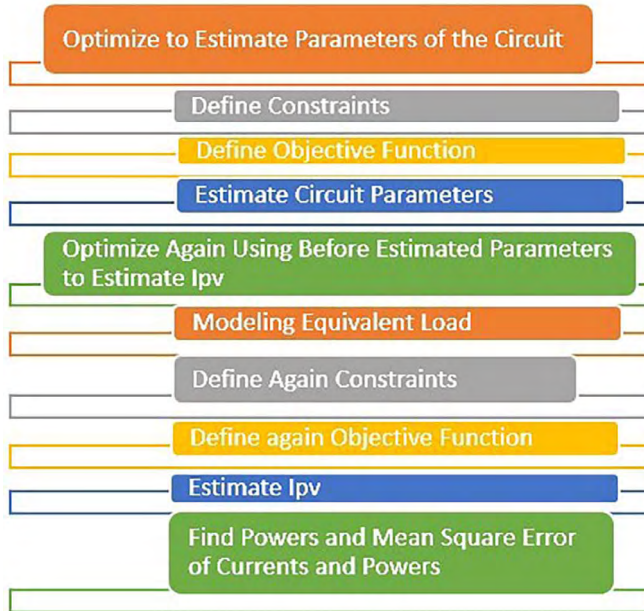 Optimize to Estimate Parameters of the Circuit
Define Constraints
Define Objective Function
Estimate Circuit Parameters
Optimize Again Using Before Estimated Parameters
to Estimate Ipv
Modeling Equivalent Load
Define Again Constraints
Define again Objective Function
Estimate Ipv
Find Powers and Mean Square Error
of Currents and Powers